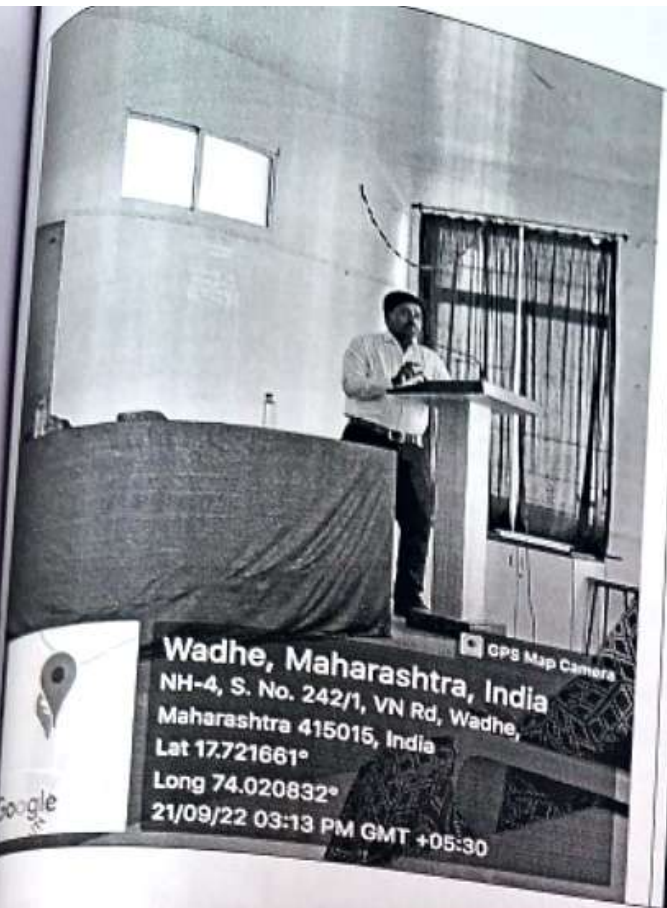 GPS Map Camera
Wadhe, Maharashtra, India
NH-4, S. No. 242/1, VN Rd, Wadhe,
Maharashtra 415015, India
Lat 17.721661°
Long 74.020832°
21/09/22 03:13 PM GMT +05:30
Google